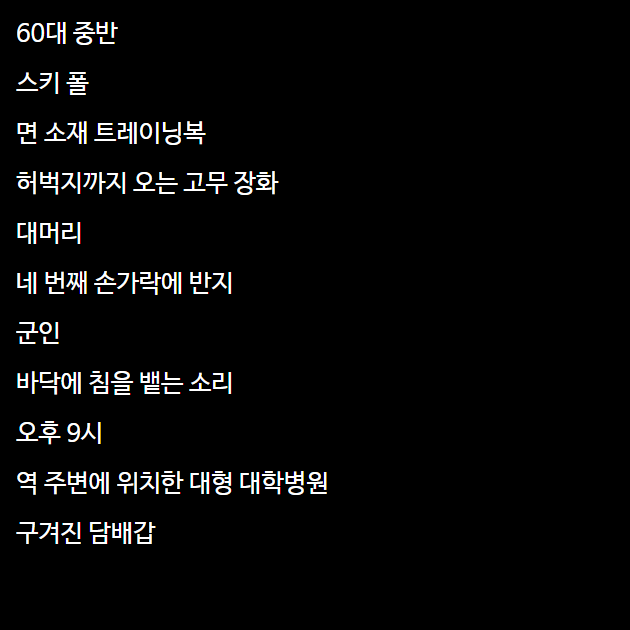 60대 중반
스키 폴
면 소재 트레이닝복
허벅지까지 오는 고무 장화
대머리
네 번째 손가락에 반지
군인
바닥에 침을 뱉는 소리
오후 9시
역 주변에 위치한 대형 대학병원
구겨진 담배갑